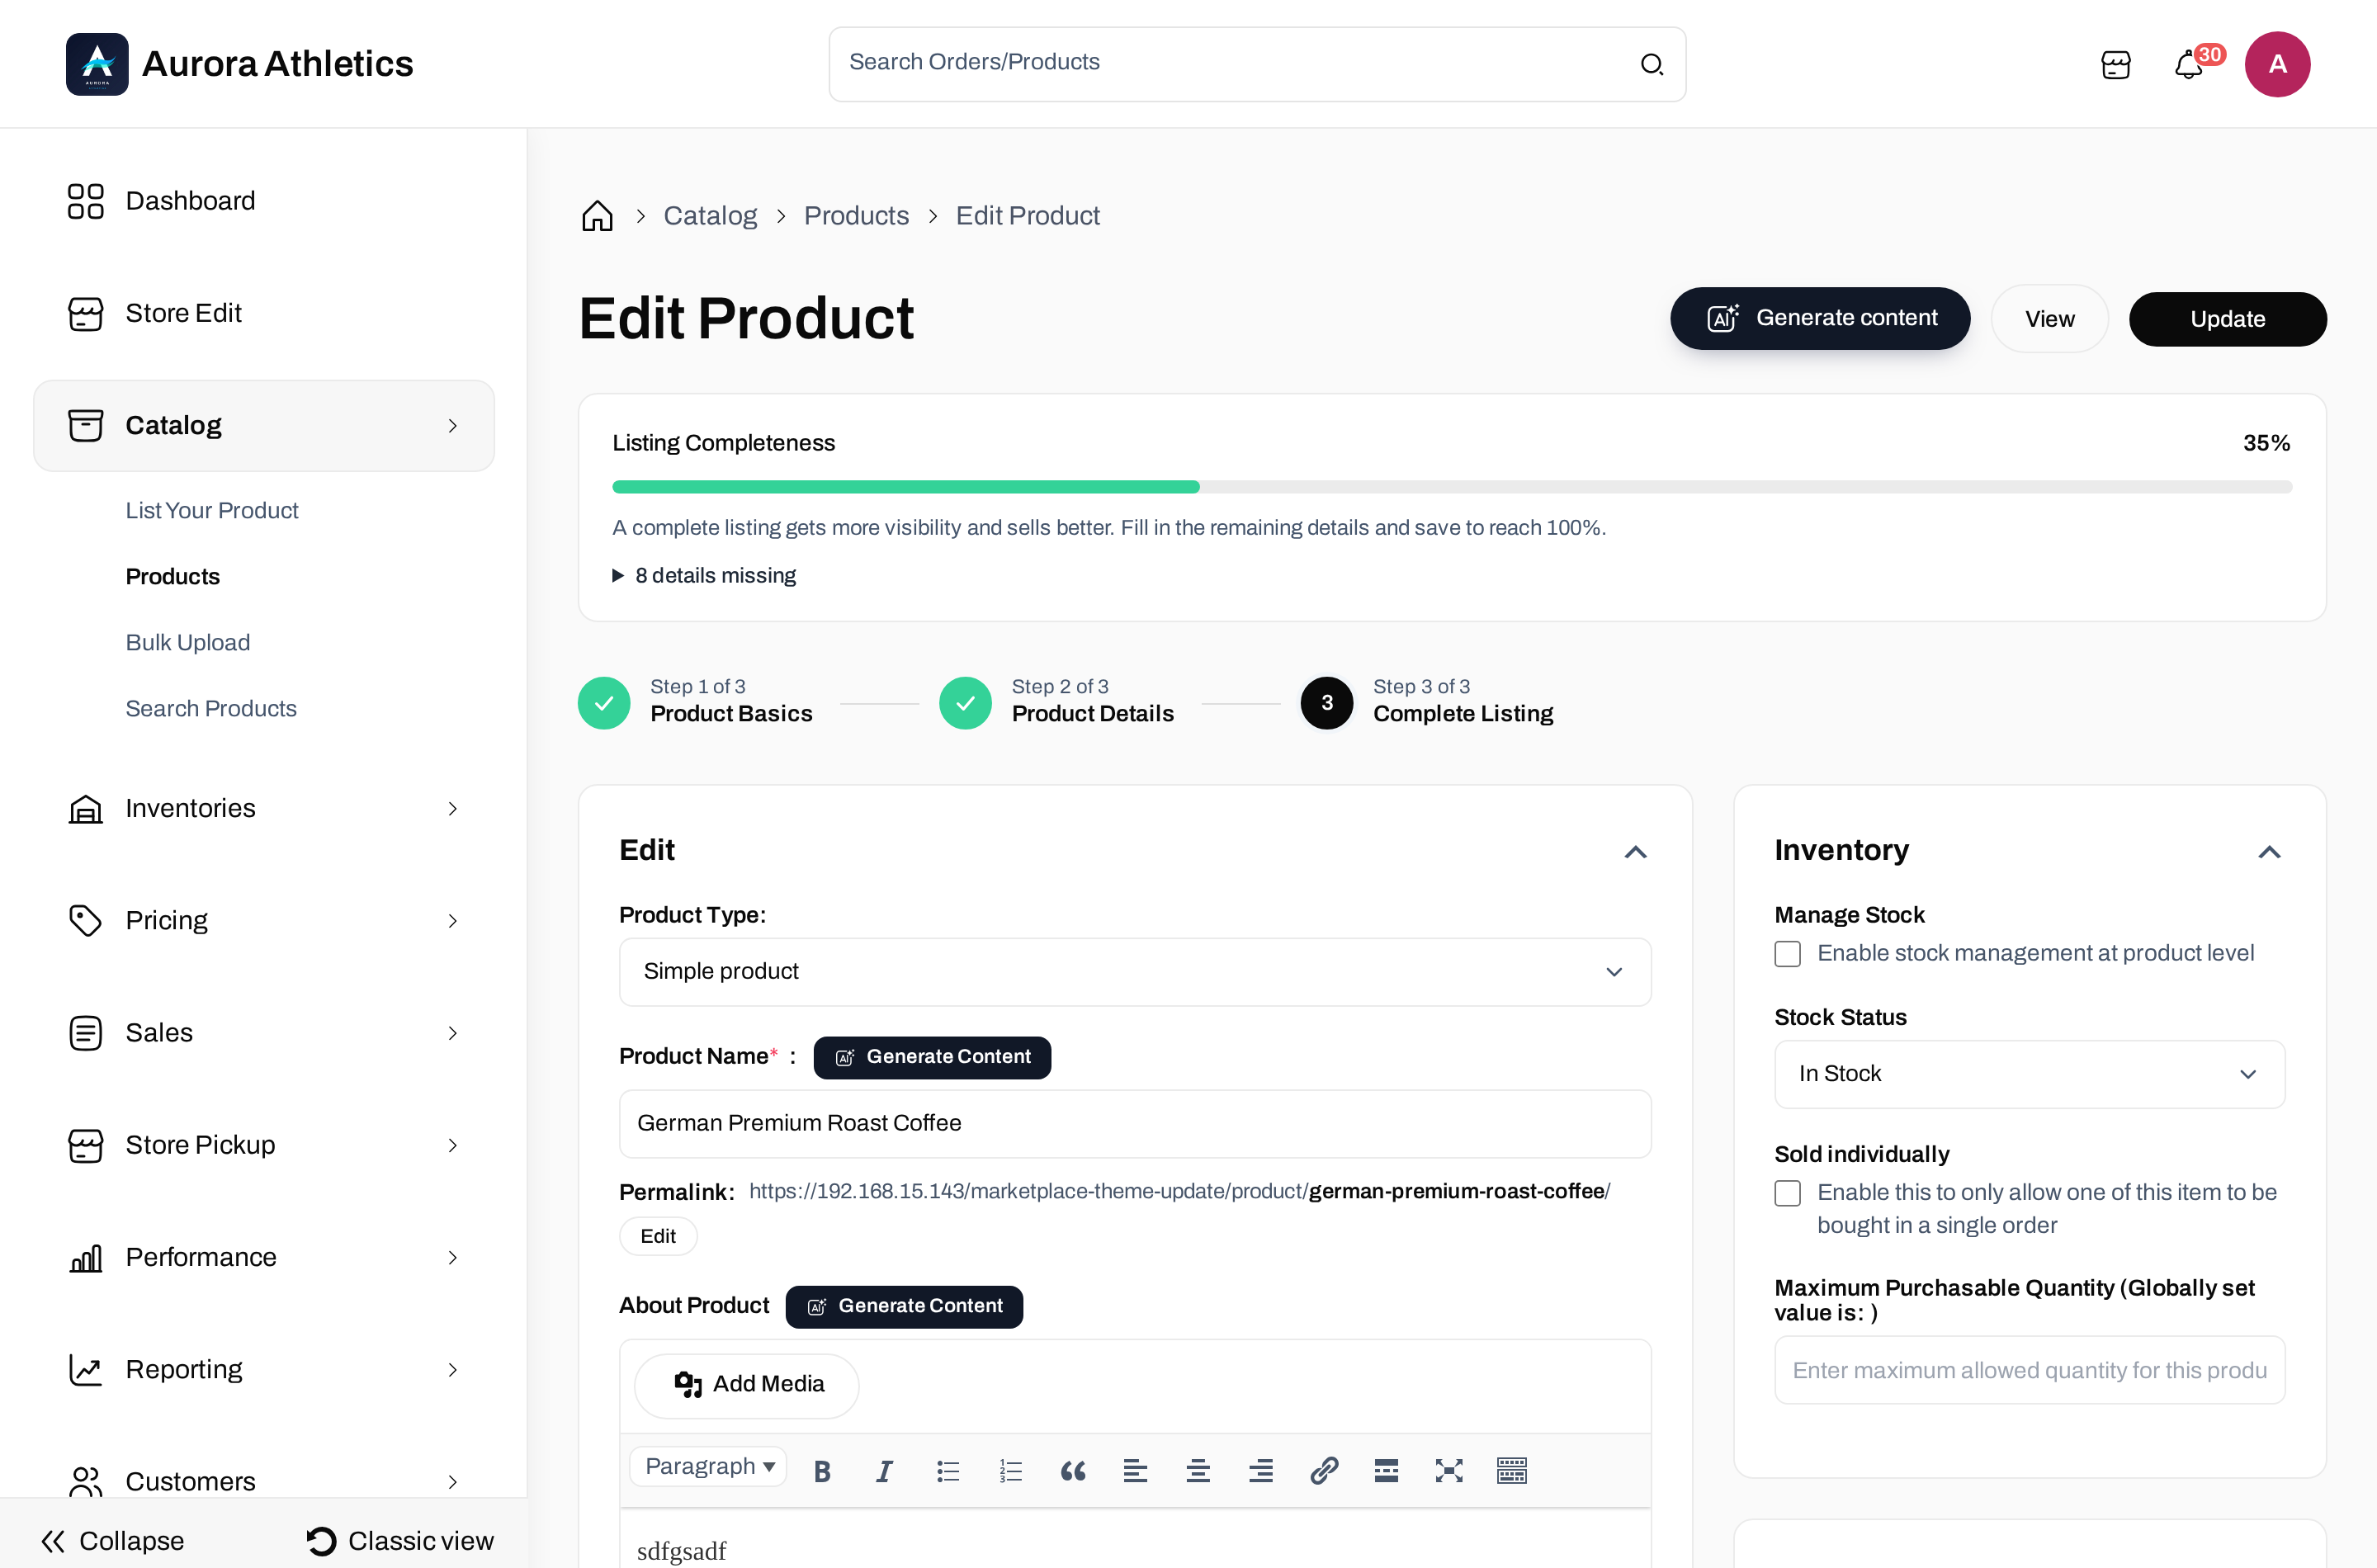 Aurora Athletics
Search Orders/Products
30
A
Dashboard
Store Edit
Catalog
List Your Product
Products
Bulk Upload
Search Products
Inventories
Pricing
Sales
Store Pickup
Performance
Reporting
Customers
Collapse
Classic view
Catalog
Products
Edit Product
Edit Product
Generate content
View
Update
Listing Completeness
35%
A complete listing gets more visibility and sells better. Fill in the remaining details and save to reach 100%.
8 details missing
Step 1 of 3
Product Basics
Step 2 of 3
Product Details
3
Step 3 of 3
Complete Listing
Edit
Product Type:
Simple product
Product Name* :
Generate Content
German Premium Roast Coffee
Permalink: https://192.168.15.143/marketplace-theme-update/product/german-premium-roast-coffee/
Edit
About Product
Generate Content
Add Media
Paragraph
sdfgsadf
Inventory
Manage Stock
Enable stock management at product level
Stock Status
In Stock
Sold individually
Enable this to only allow one of this item to be
bought in a single order
Maximum Purchasable Quantity (Globally set
value is: )
Enter maximum allowed quantity for this produ